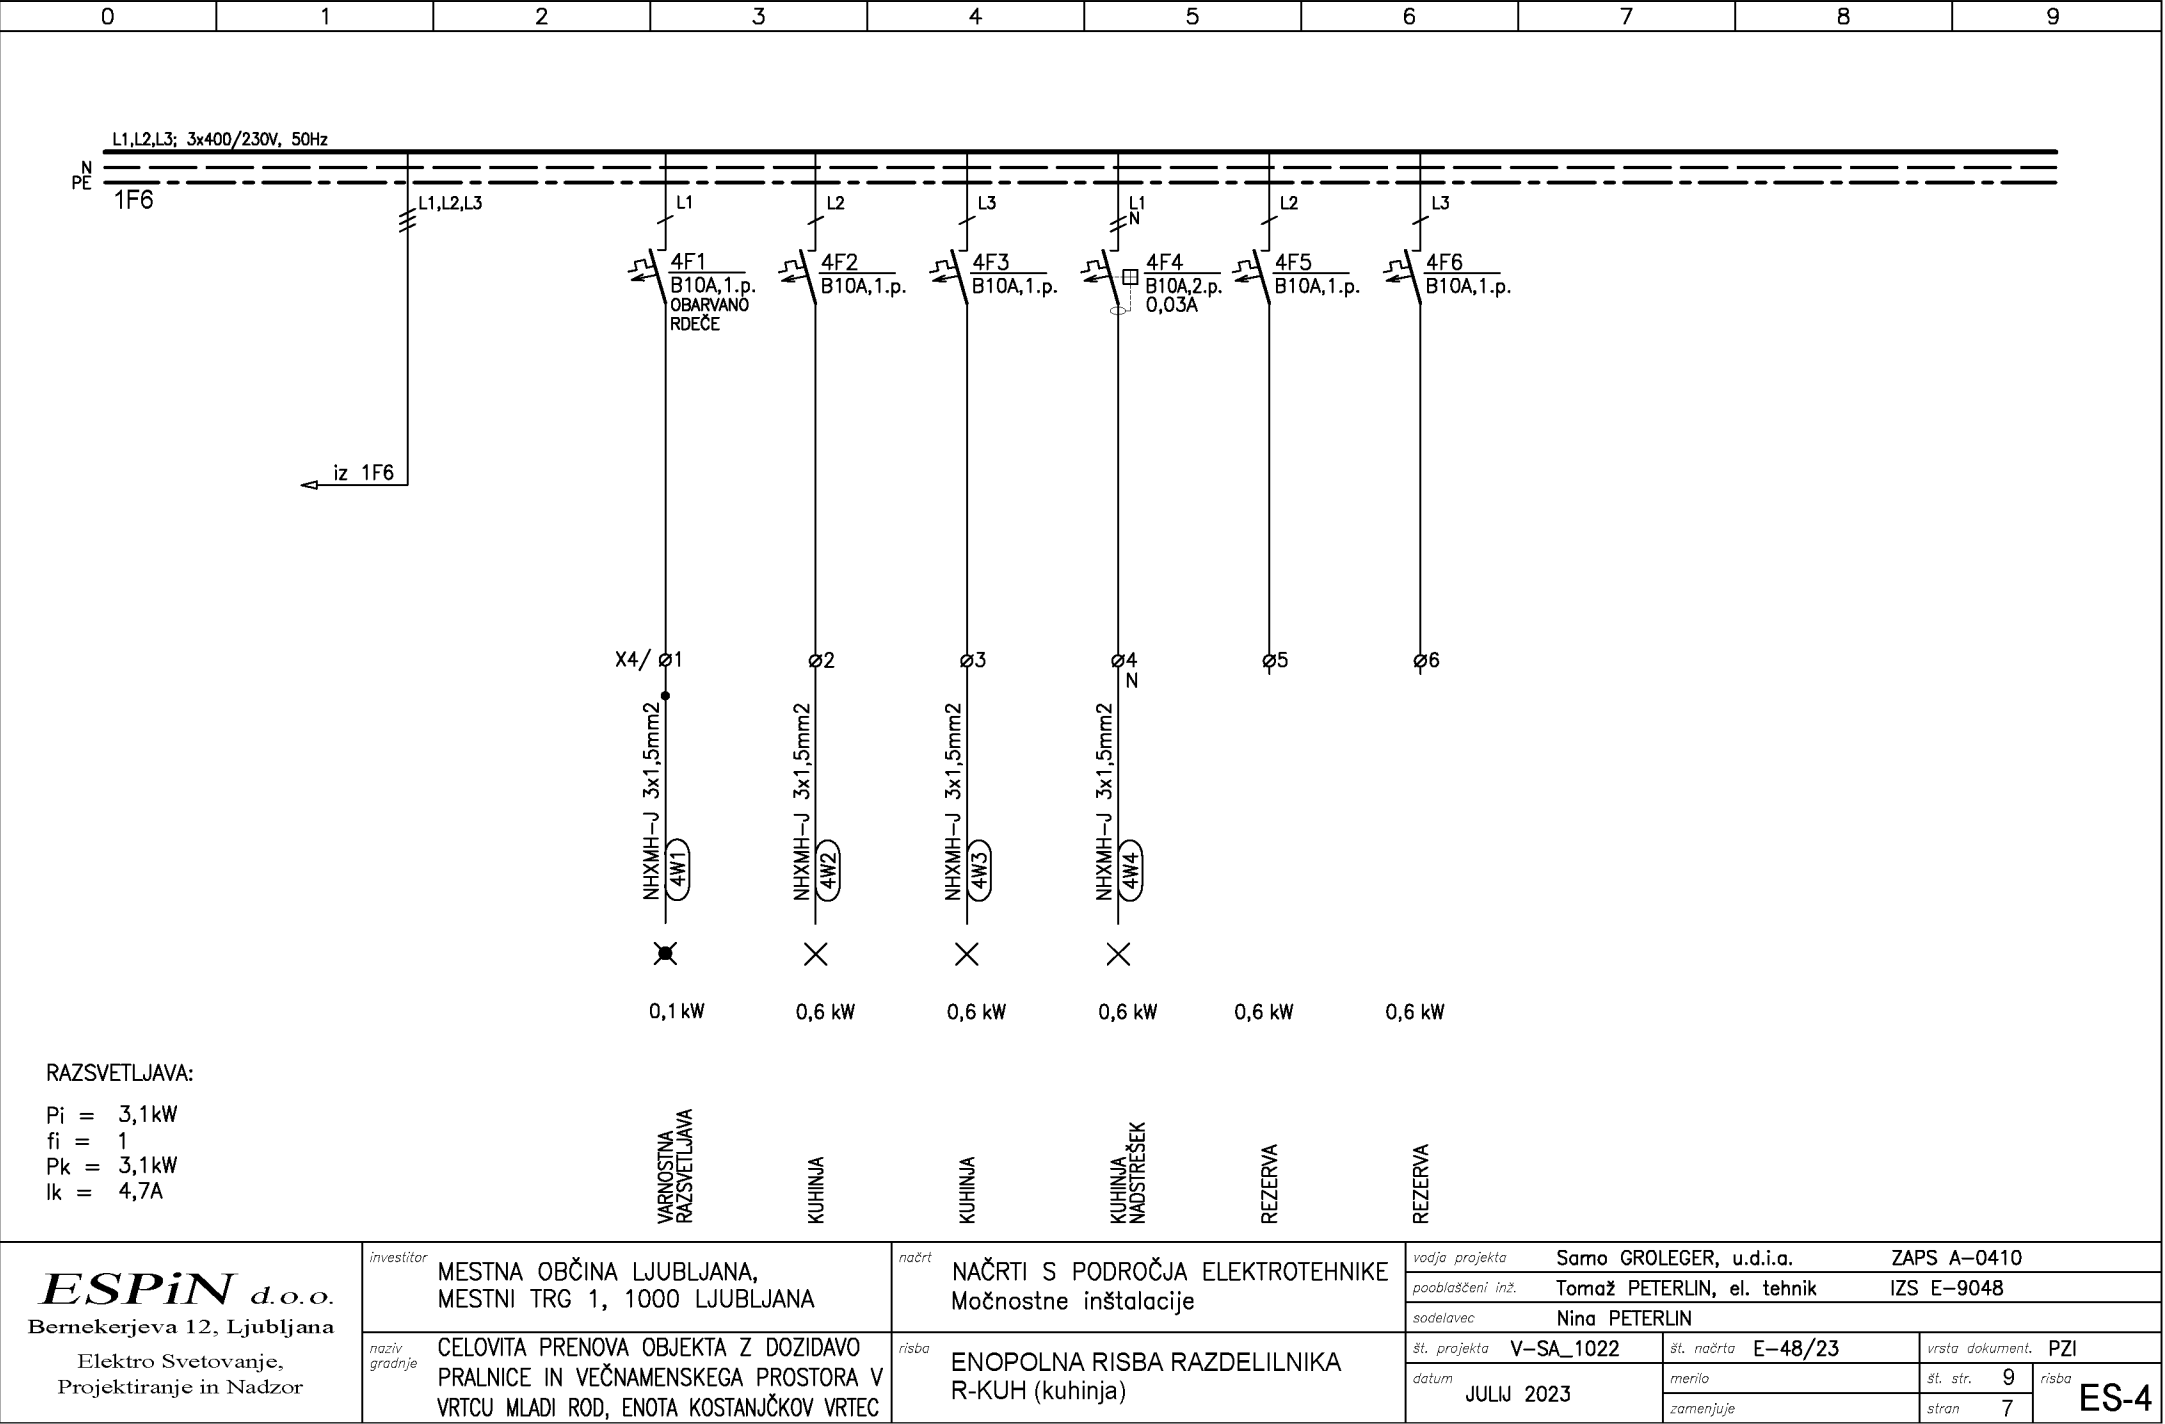 0 1 2 3 4 5 6 7 8 9
L1,L2,L3; 3x400/230V, 50Hz
N
PE
1F6
L1,L2,L3
L1
L2
L3
L1
N
L2
L3
4F1
B10A,1.p.
OBARVANO
RDEČE
4F2
B10A,1.p.
4F3
B10A,1.p.
4F4
B10A,2.p.
0,03A
4F5
B10A,1.p.
4F6
B10A,1.p.
iz 1F6
X4/ 1
2
3
4
N
5
6
NHXMH-J 3x1,5mm2
4W1
NHXMH-J 3x1,5mm2
4W2
NHXMH-J 3x1,5mm2
4W3
NHXMH-J 3x1,5mm2
4W4
0,1 kW
0,6 kW
0,6 kW
0,6 kW
0,6 kW
0,6 kW
RAZSVETLJAVA:
Pi = 3,1kW
fi = 1
Pk = 3,1kW
Ik = 4,7A
VARNOSTNA
RAZSVETLJAVA
KUHINJA
KUHINJA
KUHINJA
NADSTREŠEK
REZERVA
REZERVA
ESPiN d.o.o.
Bernekerjeva 12, Ljubljana
Elektro Svetovanje,
Projektiranje in Nadzor
investitor
MESTNA OBČINA LJUBLJANA,
MESTNI TRG 1, 1000 LJUBLJANA
naziv
gradnje
CELOVITA PRENOVA OBJEKTA Z DOZIDAVO
PRALNICE IN VEČNAMENSKEGA PROSTORA V
VRTCU MLADI ROD, ENOTA KOSTANJČKOV VRTEC
načrt
NAČRTI S PODROČJA ELEKTROTEHNIKE
Močnostne inštalacije
risba
ENOPOLNA RISBA RAZDELILNIKA
R-KUH (kuhinja)
vodja projekta Samo GROLEGER, u.d.i.a. ZAPS A-0410
pooblaščeni inž. Tomaž PETERLIN, el. tehnik IZS E-9048
sodelavec Nina PETERLIN
št. projekta V-SA_1022
št. načrta E-48/23
vrsta dokument. PZI
datum JULIJ 2023
merilo
zamenjuje
št. str. 9
stran 7
risba ES-4